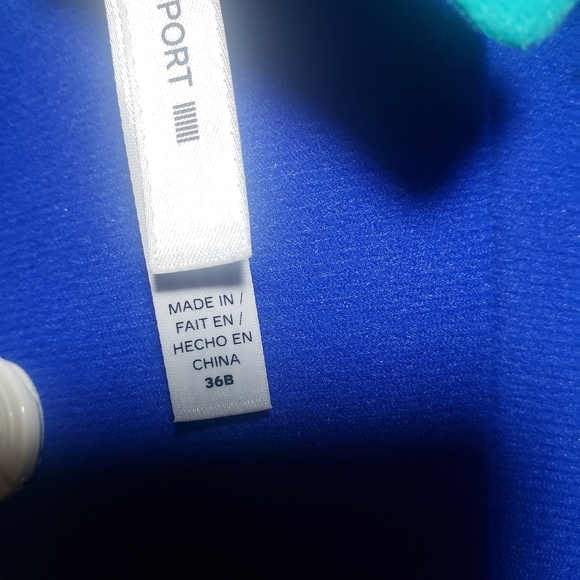 PORT
MADE IN /
FAIT EN /
HECHO EN
CHINA
36B